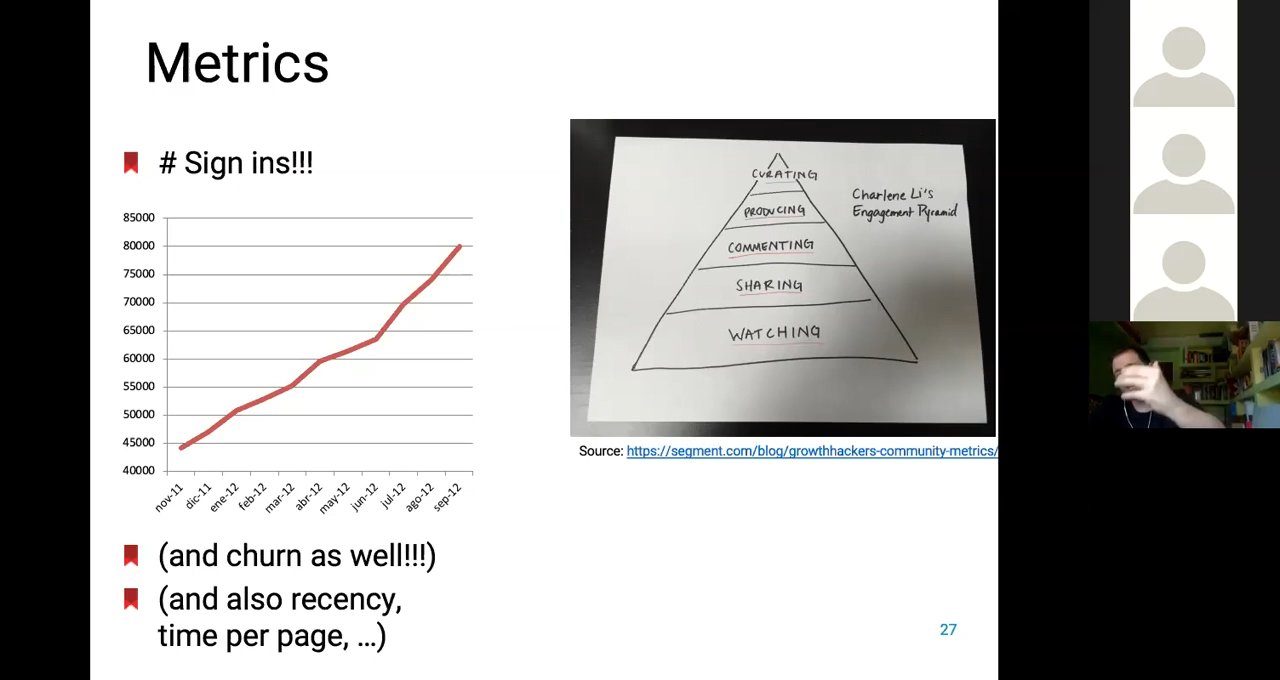 Metrics
# Sign ins!!!
85000
80000
75000
70000
65000
60000
55000
50000
45000
40000
nov-11
dic-11
ene-12
feb-12
mar-12
abr-12
may-12
jun-12
jul-12
ago-12
sep-12
(and churn as well!!!)
(and also recency,
time per page, ...)
CURATING
PRODUCING
COMMENTING
SHARING
WATCHING
Charlene Li's
Engagement Pyramid
Source: https://segment.com/blog/growthhackers-community-metrics/
27